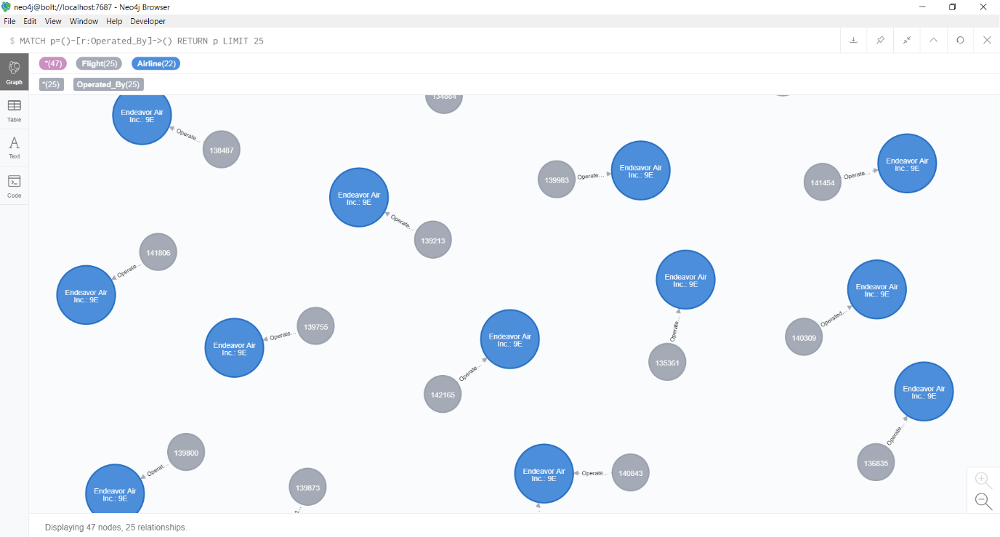 neo4j@bolt://localhost:7687 - Neo4j Browser
File Edit View Window Help Developer
$ MATCH p=()-[r:Operated_By]->() RETURN p LIMIT 25
*(47) Flight(25) Airline(22)
*(25) Operated_By(25)
Graph
Table
Text
Code
134884
Endeavor Air
Inc.: 9E
Operate...
138487
Endeavor Air
Inc.: 9E
Operate...
139213
139983
Operate...
Endeavor Air
Inc.: 9E
141454
Operate...
Endeavor Air
Inc.: 9E
141806
Operate...
Endeavor Air
Inc.: 9E
Endeavor Air
Inc.: 9E
Operate...
135361
Endeavor Air
Inc.: 9E
Operated...
140309
139755
Operate...
Endeavor Air
Inc.: 9E
Endeavor Air
Inc.: 9E
Operate...
142165
Endeavor Air
Inc.: 9E
Operate...
136835
139800
Operat...
Endeavor Air
Inc.: 9E
139873
Endeavor Air
Inc.: 9E
Operate...
140843
Displaying 47 nodes, 25 relationships.